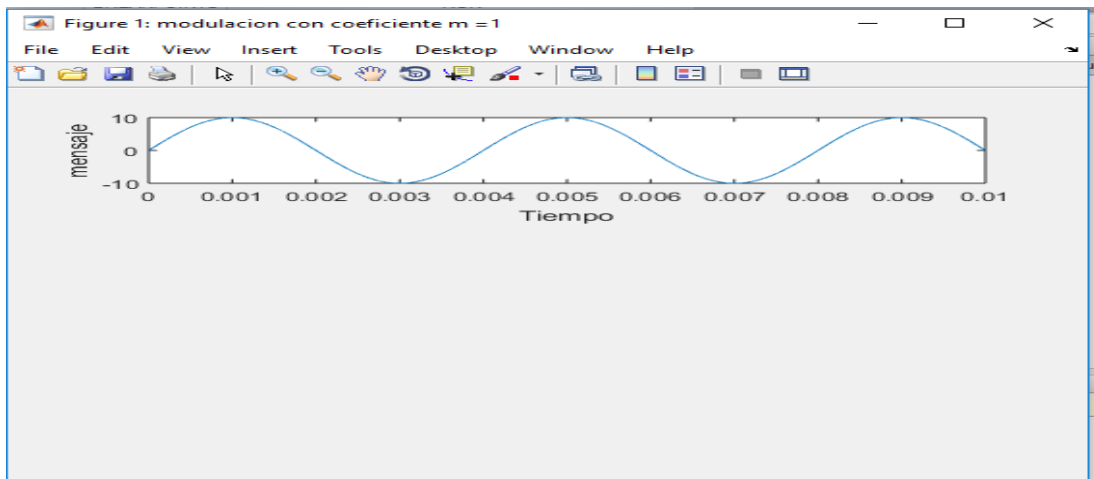 Figure 1: modulacion con coeficiente m =1
File Edit View Insert Tools Desktop Window Help
mensaje
10
0
-10
0 0.001 0.002 0.003 0.004 0.005 0.006 0.007 0.008 0.009 0.01
Tiempo